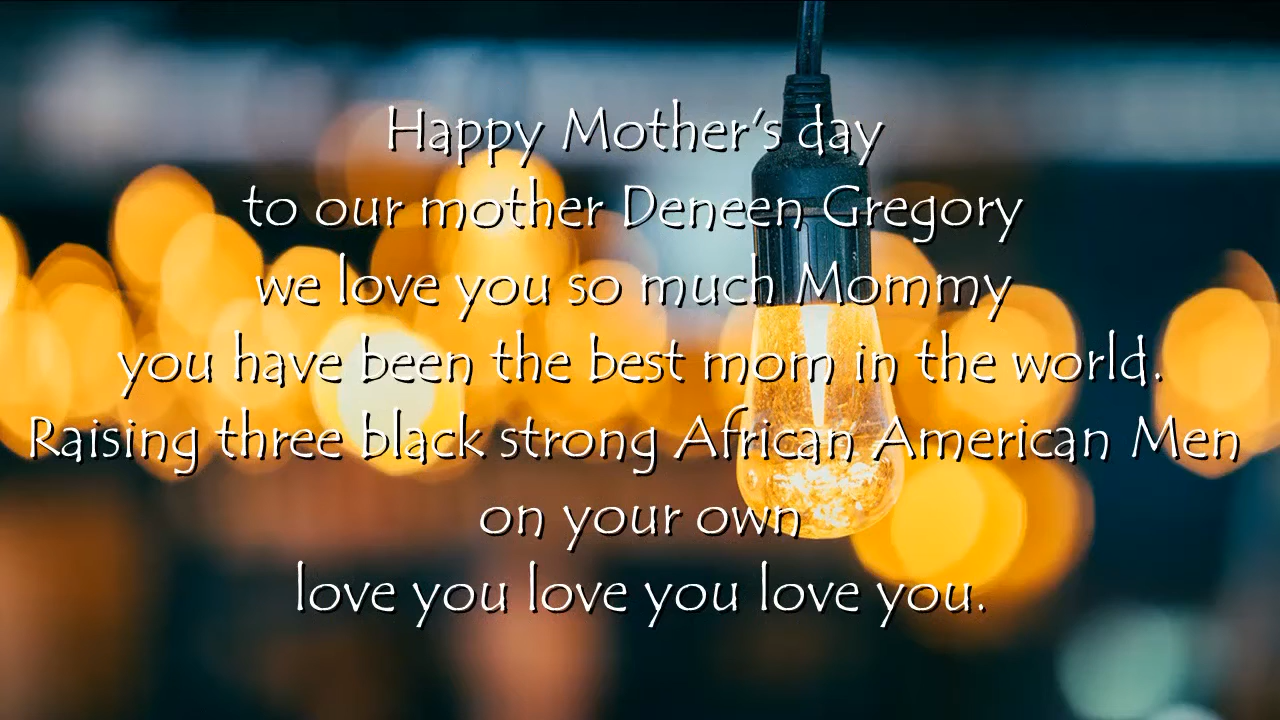 Happy Mother's day
to our mother Deneen Gregory
we love you so much Mommy
you have been the best mom in the world.
Raising three black strong African American Men
on your own
love you love you love you.